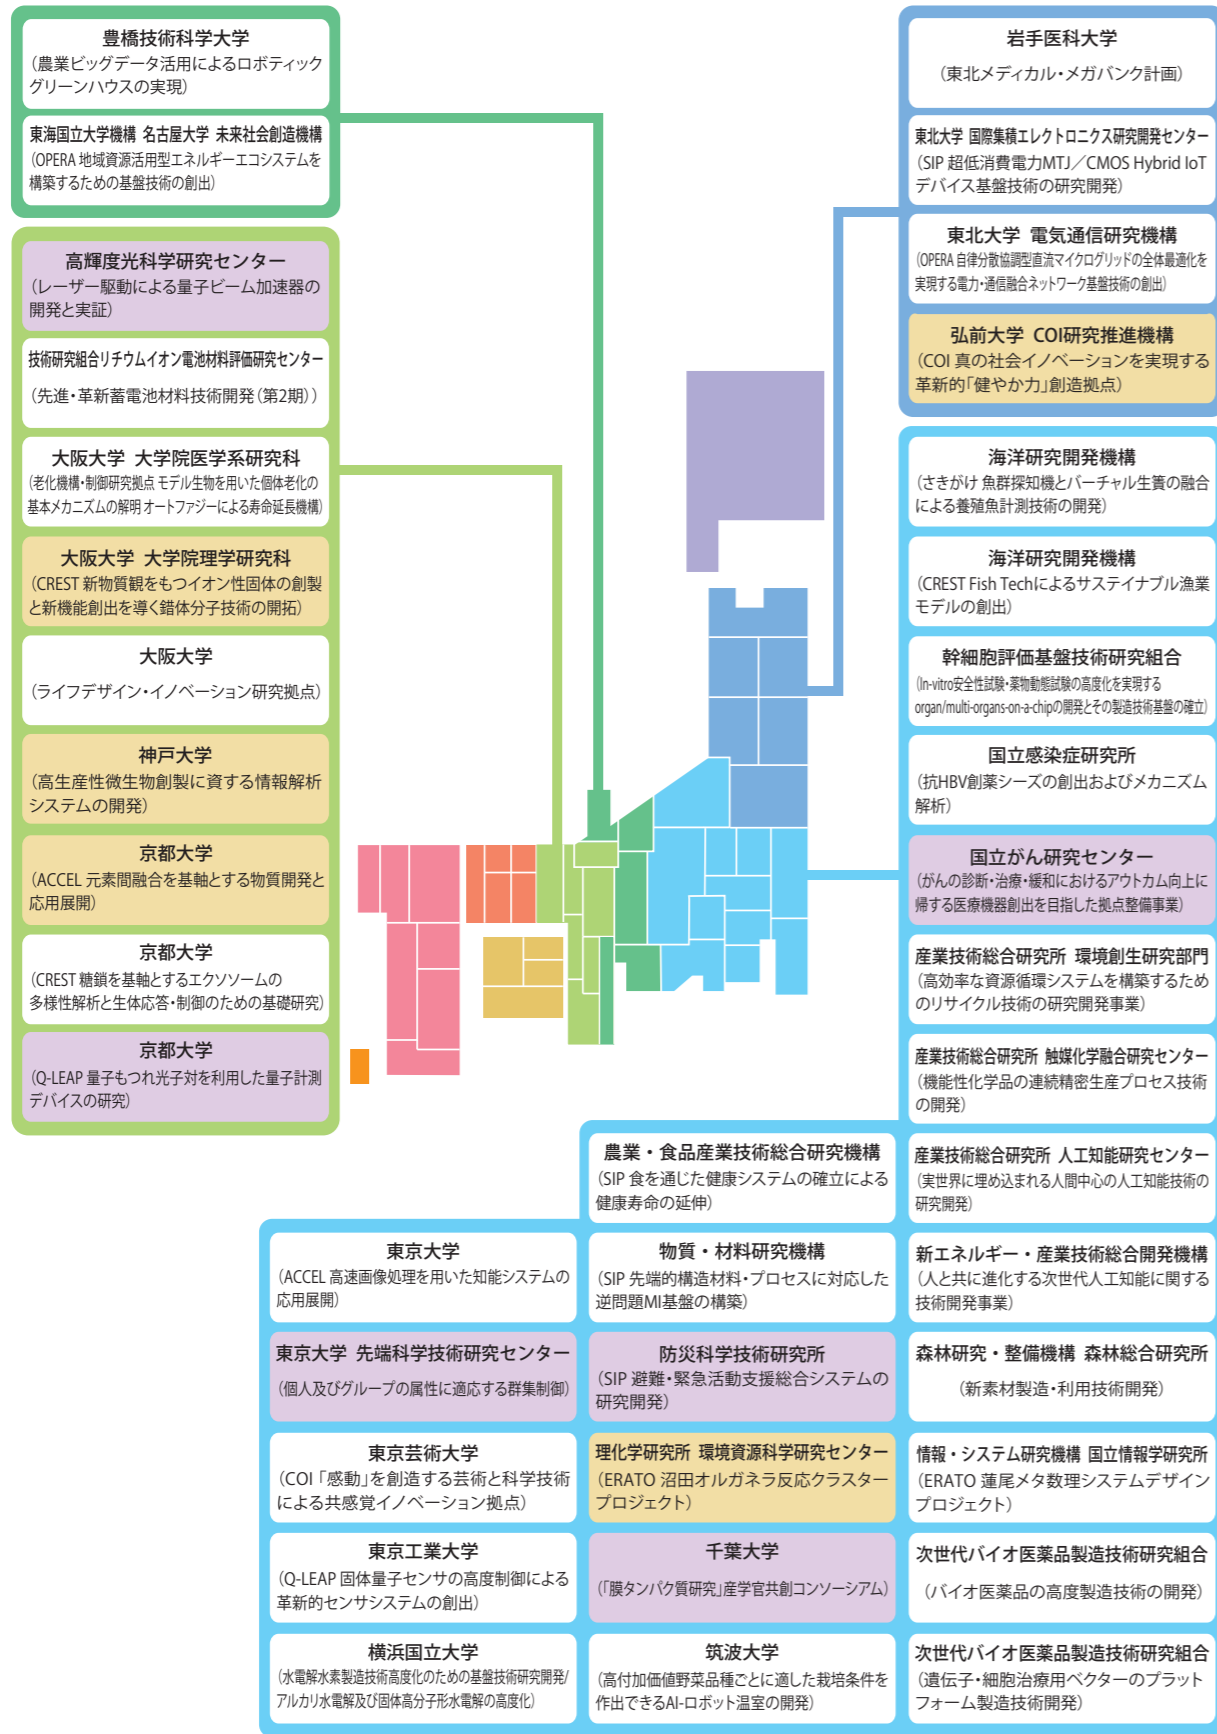 豊橋技術科学大学
(農業ビッグデータ活用によるロボティック
グリーンハウスの実現)
東海国立大学機構 名古屋大学 未来社会創造機構
(OPERA 地域資源活用型エネルギーエコシステムを
構築するための基盤技術の創出)
高輝度光科学研究センター
(レーザー駆動による量子ビーム加速器の
開発と実証)
技術研究組合リチウムイオン電池材料評価研究センター
(先進・革新蓄電池材料技術開発(第2期))
大阪大学 大学院医学系研究科
(老化機構・制御研究拠点 モデル生物を用いた個体老化の
基本メカニズムの解明 オートファジーによる寿命延長機構)
大阪大学 大学院理学研究科
(CREST 新物質観をもつイオン性固体の創製
と新機能創出を導く錯体分子技術の開拓)
大阪大学
(ライフデザイン・イノベーション研究拠点)
神戸大学
(高生産性微生物創製に資する情報解析
システムの開発)
京都大学
(ACCEL 元素間融合を基軸とする物質開発と
応用展開)
京都大学
(CREST 糖鎖を基軸とするエクソソームの
多様性解析と生体応答・制御のための基礎研究)
京都大学
(Q-LEAP 量子もつれ光子対を利用した量子計測
デバイスの研究)
岩手医科大学
(東北メディカル・メガバンク計画)
東北大学 国際集積エレクトロニクス研究開発センター
(SIP 超低消費電力MTJ／CMOS Hybrid IoT
デバイス基盤技術の研究開発)
東北大学 電気通信研究機構
(OPERA 自律分散協調型直流マイクログリッドの全体最適化を
実現する電力・通信融合ネットワーク基盤技術の創出)
弘前大学 COI研究推進機構
(COI 真の社会イノベーションを実現する
革新的「健やか力」創造拠点)
海洋研究開発機構
(さきがけ 魚群探知機とバーチャル生簀の融合
による養殖魚計測技術の開発)
海洋研究開発機構
(CREST Fish Techによるサステイナブル漁業
モデルの創出)
幹細胞評価基盤技術研究組合
(In-vitro安全性試験・薬物動態試験の高度化を実現する
organ/multi-organs-on-a-chipの開発とその製造技術基盤の確立)
国立感染症研究所
(抗HBV創薬シーズの創出およびメカニズム
解析)
国立がん研究センター
(がんの診断・治療・緩和におけるアウトカム向上に
帰する医療機器創出を目指した拠点整備事業)
産業技術総合研究所 環境創生研究部門
(高効率な資源循環システムを構築するため
のリサイクル技術の研究開発事業)
産業技術総合研究所 触媒化学融合研究センター
(機能性化学品の連続精密生産プロセス技術
の開発)
産業技術総合研究所 人工知能研究センター
(実世界に埋め込まれる人間中心の人工知能技術の
研究開発)
新エネルギー・産業技術総合開発機構
(人と共に進化する次世代人工知能に関する
技術開発事業)
森林研究・整備機構 森林総合研究所
(新素材製造・利用技術開発)
情報・システム研究機構 国立情報学研究所
(ERATO 蓮尾メタ数理システムデザイン
プロジェクト)
次世代バイオ医薬品製造技術研究組合
(バイオ医薬品の高度製造技術の開発)
次世代バイオ医薬品製造技術研究組合
(遺伝子・細胞治療用ベクターのプラット
フォーム製造技術開発)
農業・食品産業技術総合研究機構
(SIP 食を通じた健康システムの確立による
健康寿命の延伸)
物質・材料研究機構
(SIP 先端的構造材料・プロセスに対応した
逆問題MI基盤の構築)
防災科学技術研究所
(SIP 避難・緊急活動支援総合システムの
研究開発)
理化学研究所 環境資源科学研究センター
(ERATO 沼田オルガネラ反応クラスター
プロジェクト)
千葉大学
(「膜タンパク質研究」産学官共創コンソーシアム)
筑波大学
(高付加価値野菜品種ごとに適した栽培条件を
作出できるAI-ロボット温室の開発)
東京大学
(ACCEL 高速画像処理を用いた知能システムの
応用展開)
東京大学 先端科学技術研究センター
(個人及びグループの属性に適応する群集制御)
東京芸術大学
(COI 「感動」を創造する芸術と科学技術
による共感覚イノベーション拠点)
東京工業大学
(Q-LEAP 固体量子センサの高度制御による
革新的センサシステムの創出)
横浜国立大学
(水電解水素製造技術高度化のための基盤技術研究開発/
アルカリ水電解及び固体高分子形水電解の高度化)